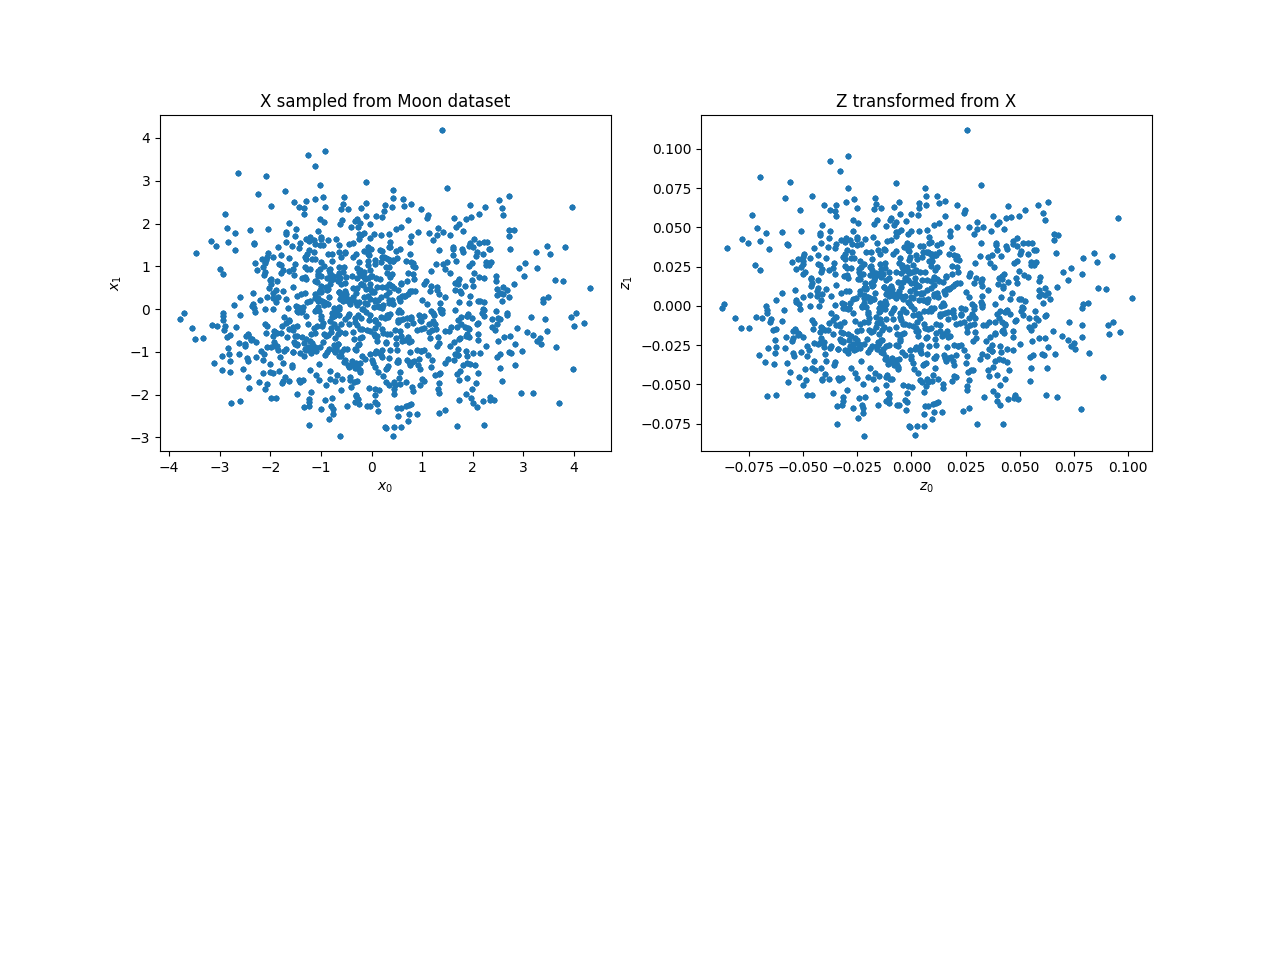 X sampled from Moon dataset
4
3
2
1
0
−1
−2
−3
x₁
−4 −3 −2 −1 0 1 2 3 4
x₀
Z transformed from X
0.100
0.075
0.050
0.025
0.000
−0.025
−0.050
−0.075
z₁
−0.075 −0.050 −0.025 0.000 0.025 0.050 0.075 0.100
z₀